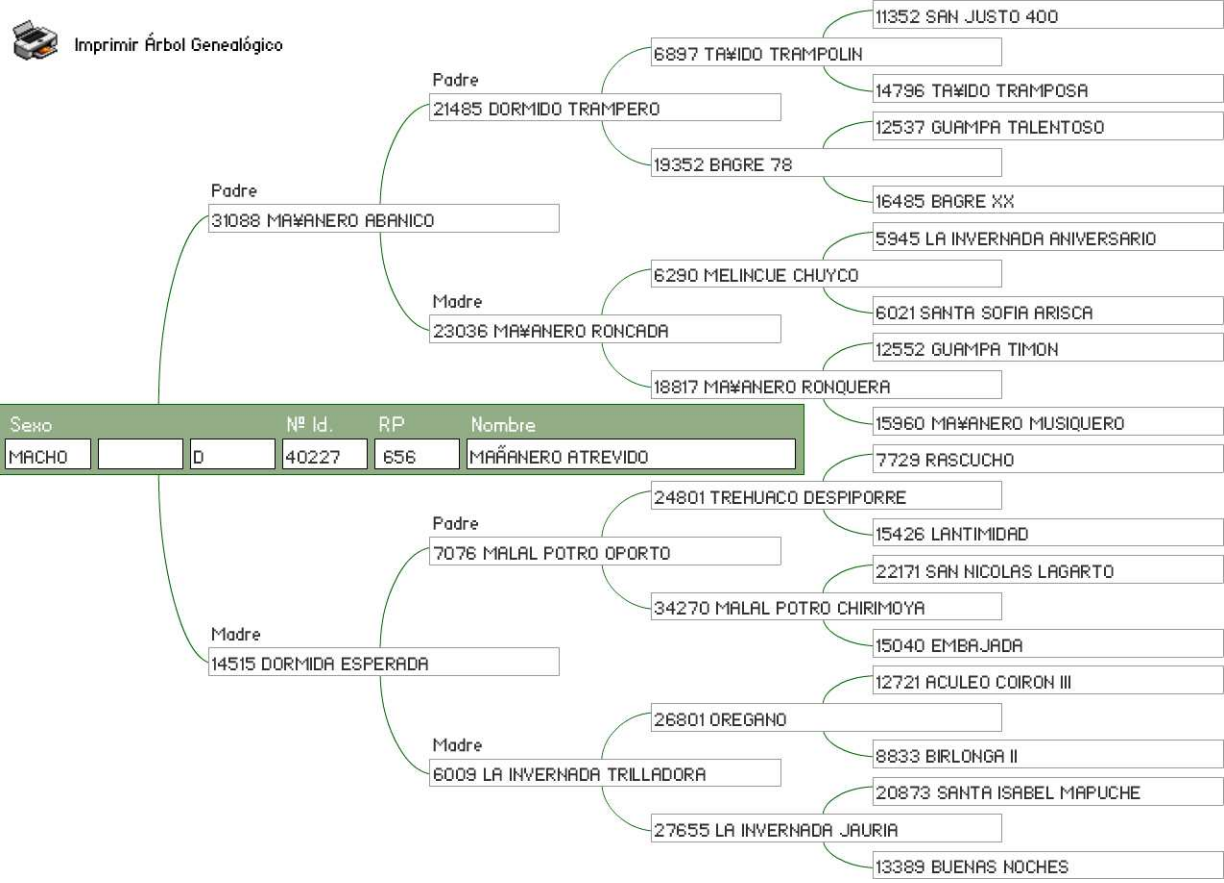 Imprimir Árbol Genealógico
11352 SAN JUSTO 400
6897 TA¥IDO TRAMPOLIN
14796 TA¥IDO TRAMPOSA
Padre
21485 DORMIDO TRAMPERO
12537 GUAMPA TALENTOSO
19352 BAGRE 78
16485 BAGRE XX
Padre
31088 MA¥ANERO ABANICO
5945 LA INVERNADA ANIVERSARIO
6290 MELINCUE CHUYCO
6021 SANTA SOFIA ARISCA
Madre
23036 MA¥ANERO RONCADA
12552 GUAMPA TIMON
18817 MA¥ANERO RONQUERA
15960 MA¥ANERO MUSIQUERO
Sexo Nº Id. RP Nombre
MACHO D 40227 656 MAÑANERO ATREVIDO
7729 RASCUCHO
24801 TREHUACO DESPIPORRE
15426 LANTIMIDAD
Padre
7076 MALAL POTRO OPORTO
22171 SAN NICOLAS LAGARTO
34270 MALAL POTRO CHIRIMOYA
15040 EMBAJADA
Madre
14515 DORMIDA ESPERADA
12721 ACULEO COIRON III
26801 OREGANO
8833 BIRLONGA II
Madre
6009 LA INVERNADA TRILLADORA
20873 SANTA ISABEL MAPUCHE
27655 LA INVERNADA JAURIA
13389 BUENAS NOCHES